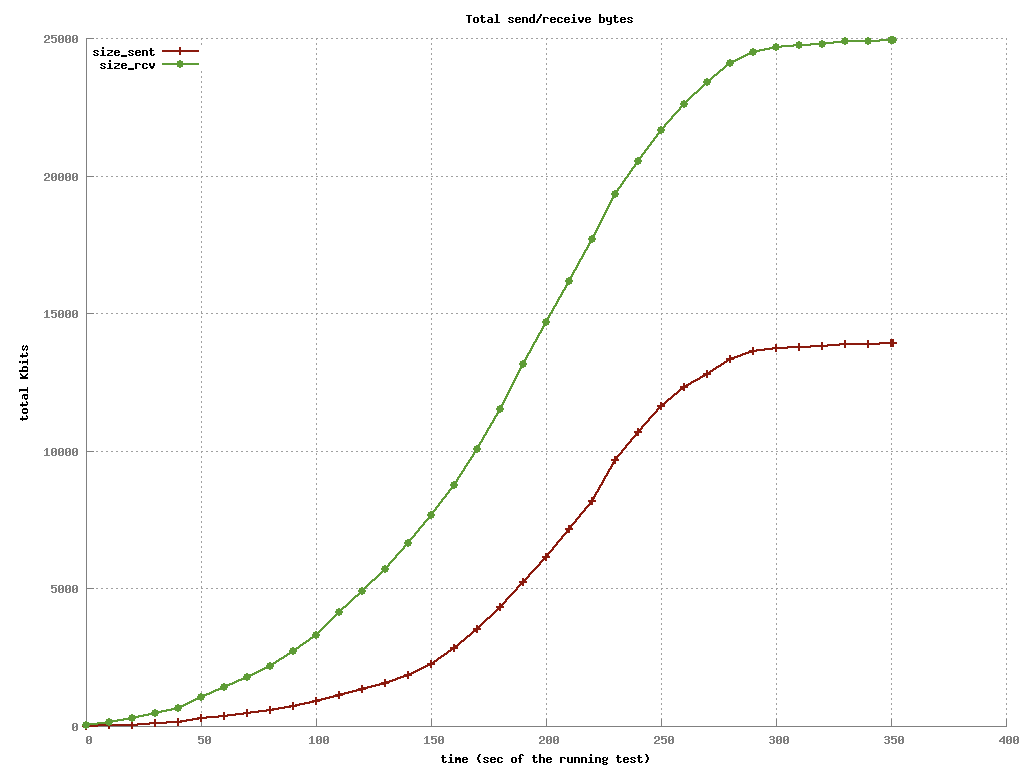 Total send/receive bytes
size_sent
size_rcv
25000
20000
15000
10000
5000
0
total Kbits
0 50 100 150 200 250 300 350 400
time (sec of the running test)